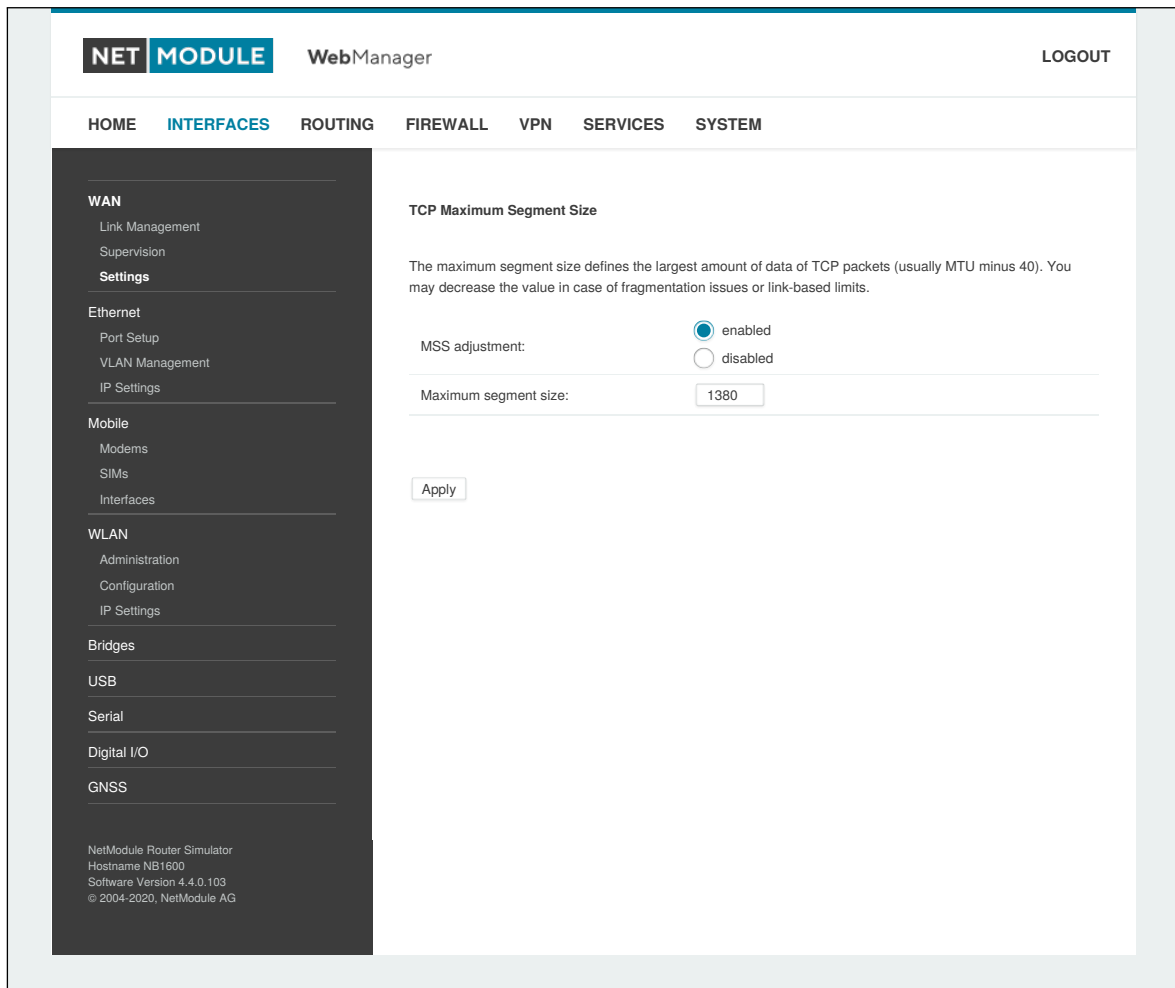 NET MODULE WebManager LOGOUT
HOME INTERFACES ROUTING FIREWALL VPN SERVICES SYSTEM
WAN
Link Management
Supervision
Settings
Ethernet
Port Setup
VLAN Management
IP Settings
Mobile
Modems
SIMs
Interfaces
WLAN
Administration
Configuration
IP Settings
Bridges
USB
Serial
Digital I/O
GNSS
NetModule Router Simulator
Hostname NB1600
Software Version 4.4.0.103
© 2004-2020, NetModule AG
TCP Maximum Segment Size
The maximum segment size defines the largest amount of data of TCP packets (usually MTU minus 40). You
may decrease the value in case of fragmentation issues or link-based limits.
MSS adjustment:
enabled
disabled
Maximum segment size: 1380
Apply